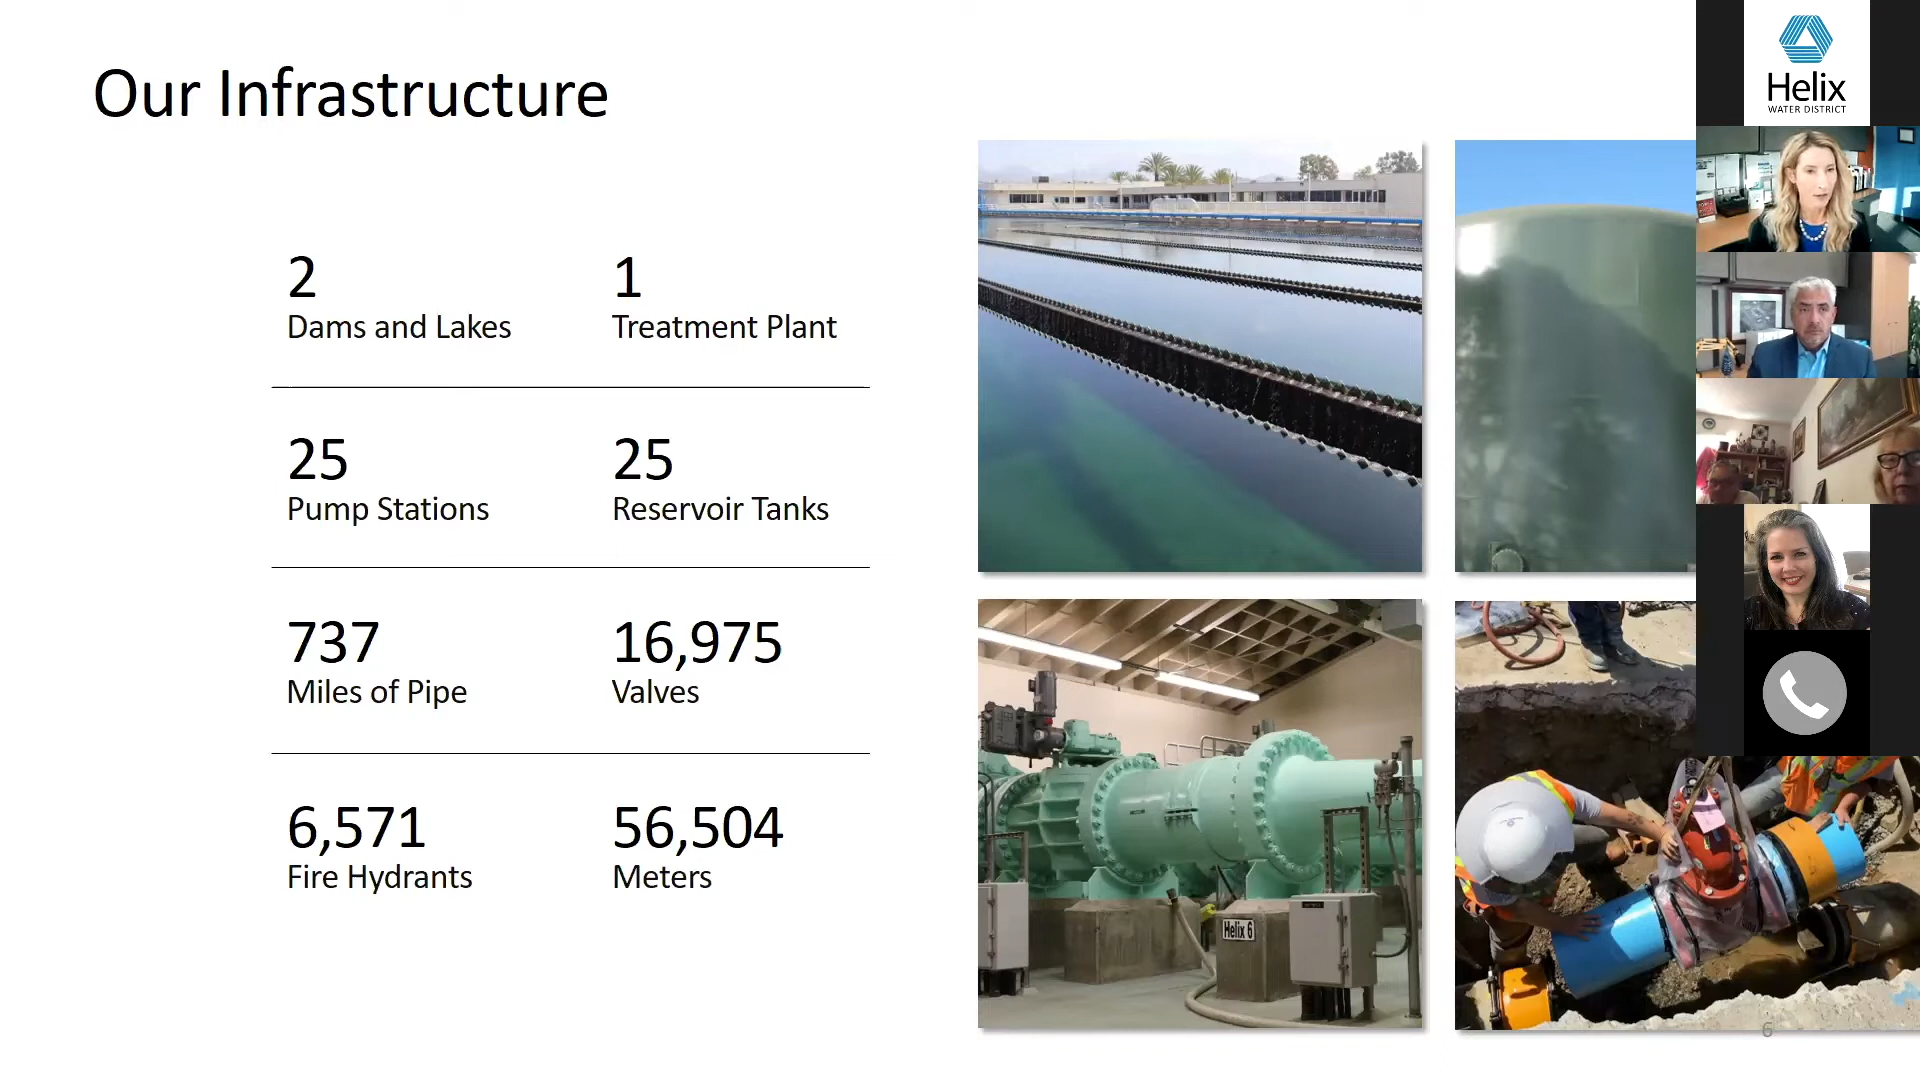 Our Infrastructure
2
Dams and Lakes
1
Treatment Plant
25
Pump Stations
25
Reservoir Tanks
737
Miles of Pipe
16,975
Valves
6,571
Fire Hydrants
56,504
Meters
Helix 6
6
Helix
WATER DISTRICT